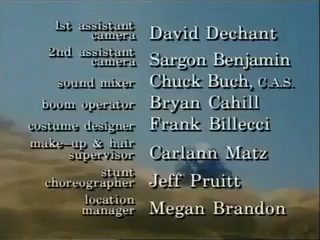 1st assistant camera David Dechant
2nd assistant camera Sargon Benjamin
sound mixer Chuck Buch, C.A.S.
boom operator Bryan Cahill
costume designer Frank Billecci
make-up & hair supervisor Carlann Matz
stunt choreographer Jeff Pruitt
location manager Megan Brandon